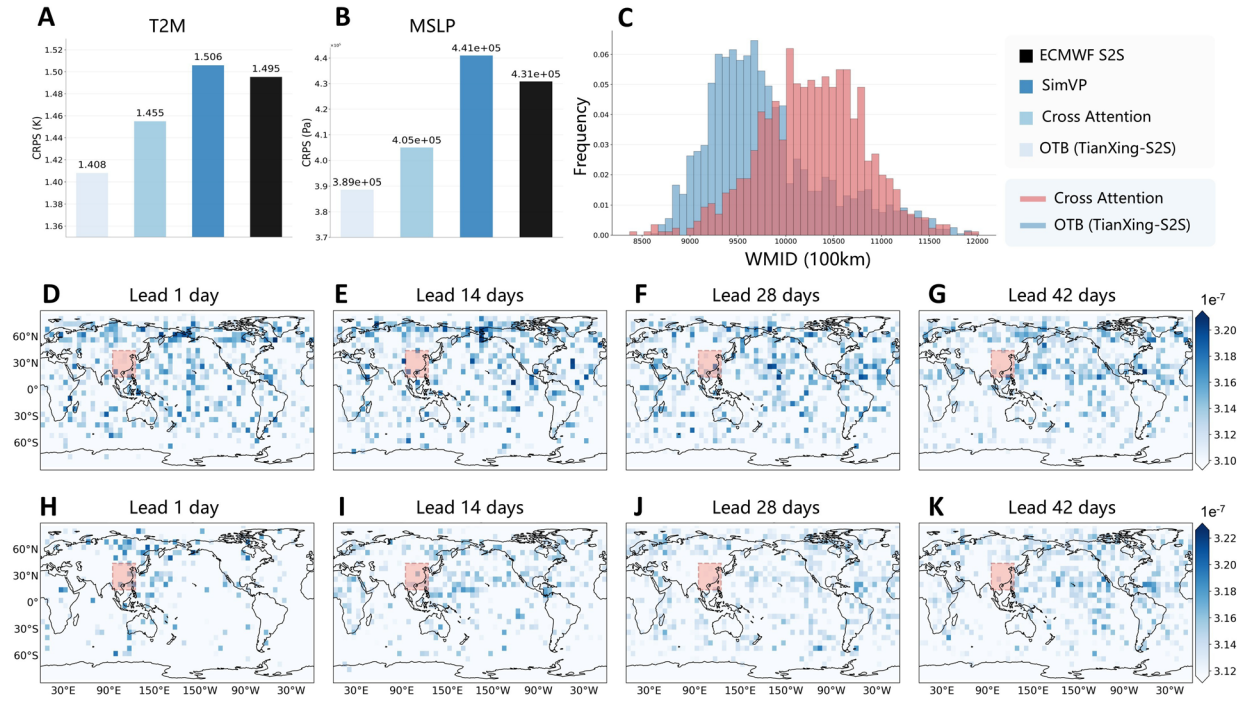 A
T2M
1.52
1.50
1.48
1.46
1.44
1.42
1.40
1.38
1.36
CRPS (K)
1.408
1.455
1.506
1.495
B
MSLP
4.4
4.3
4.2
4.1
4.0
3.9
3.8
3.7
CRPS (Pa)
3.89e+05
4.05e+05
4.41e+05
4.31e+05
C
0.06
0.05
0.04
0.03
0.02
0.01
0.00
Frequency
8500 9000 9500 10000 10500 11000 11500 12000
WMID (100km)
ECMWF S2S
SimVP
Cross Attention
OTB (TianXing-S2S)
Cross Attention
OTB (TianXing-S2S)
D Lead 1 day
E Lead 14 days
F Lead 28 days
G Lead 42 days
60°N
30°N
0°
30°S
60°S
1e-7
3.20
3.18
3.16
3.14
3.12
3.10
H Lead 1 day
I Lead 14 days
J Lead 28 days
K Lead 42 days
60°N
30°N
0°
30°S
60°S
1e-7
3.22
3.20
3.18
3.16
3.14
3.12
30°E 90°E 150°E 150°W 90°W 30°W
30°E 90°E 150°E 150°W 90°W 30°W
30°E 90°E 150°E 150°W 90°W 30°W
30°E 90°E 150°E 150°W 90°W 30°W